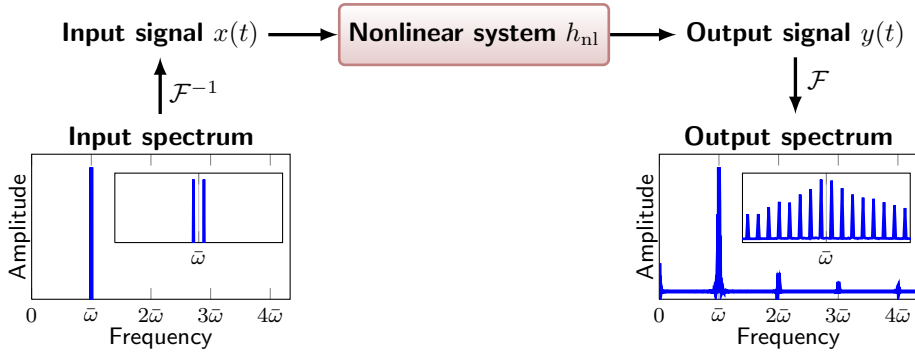 Input signal x(t)
Nonlinear system hₙₗ
Output signal y(t)
ℱ⁻¹
ℱ
Input spectrum
Output spectrum
Amplitude
ω̄
0 ω̄ 2ω̄ 3ω̄ 4ω̄
Frequency
Amplitude
ω̄
0 ω̄ 2ω̄ 3ω̄ 4ω̄
Frequency